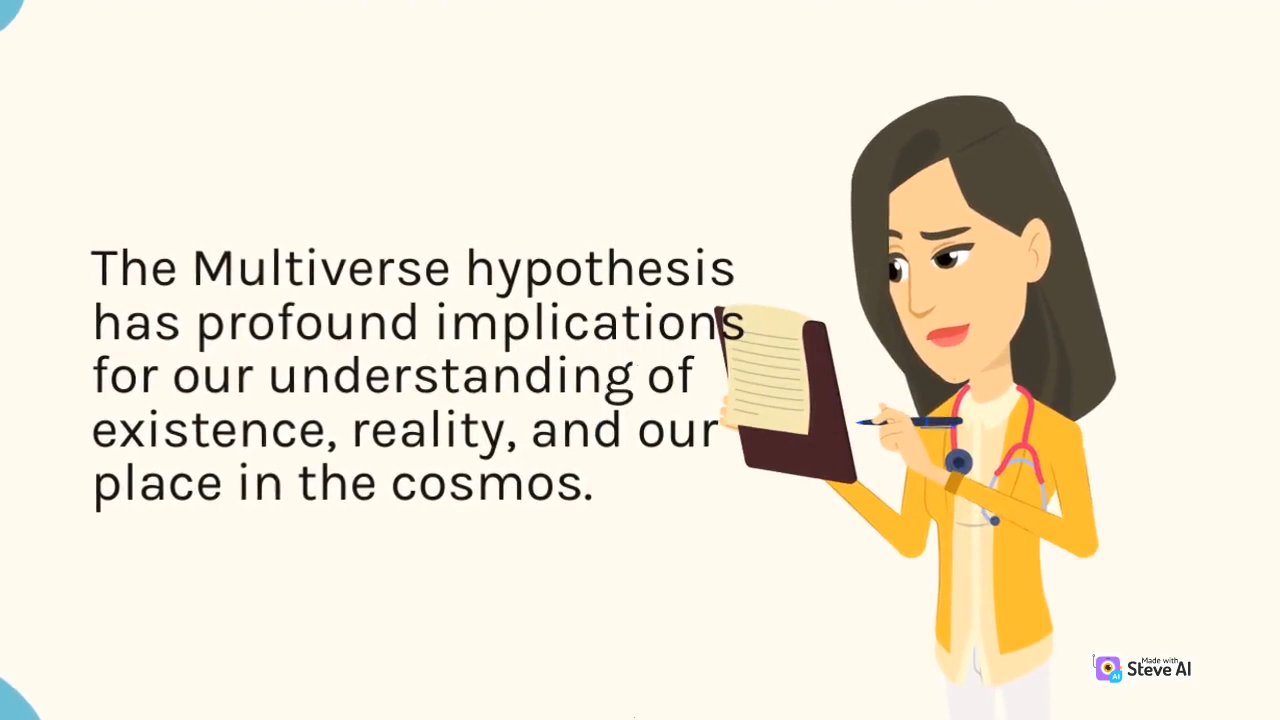 The Multiverse hypothesis
has profound implications
for our understanding of
existence, reality, and our
place in the cosmos.
Made with
Steve AI
AI